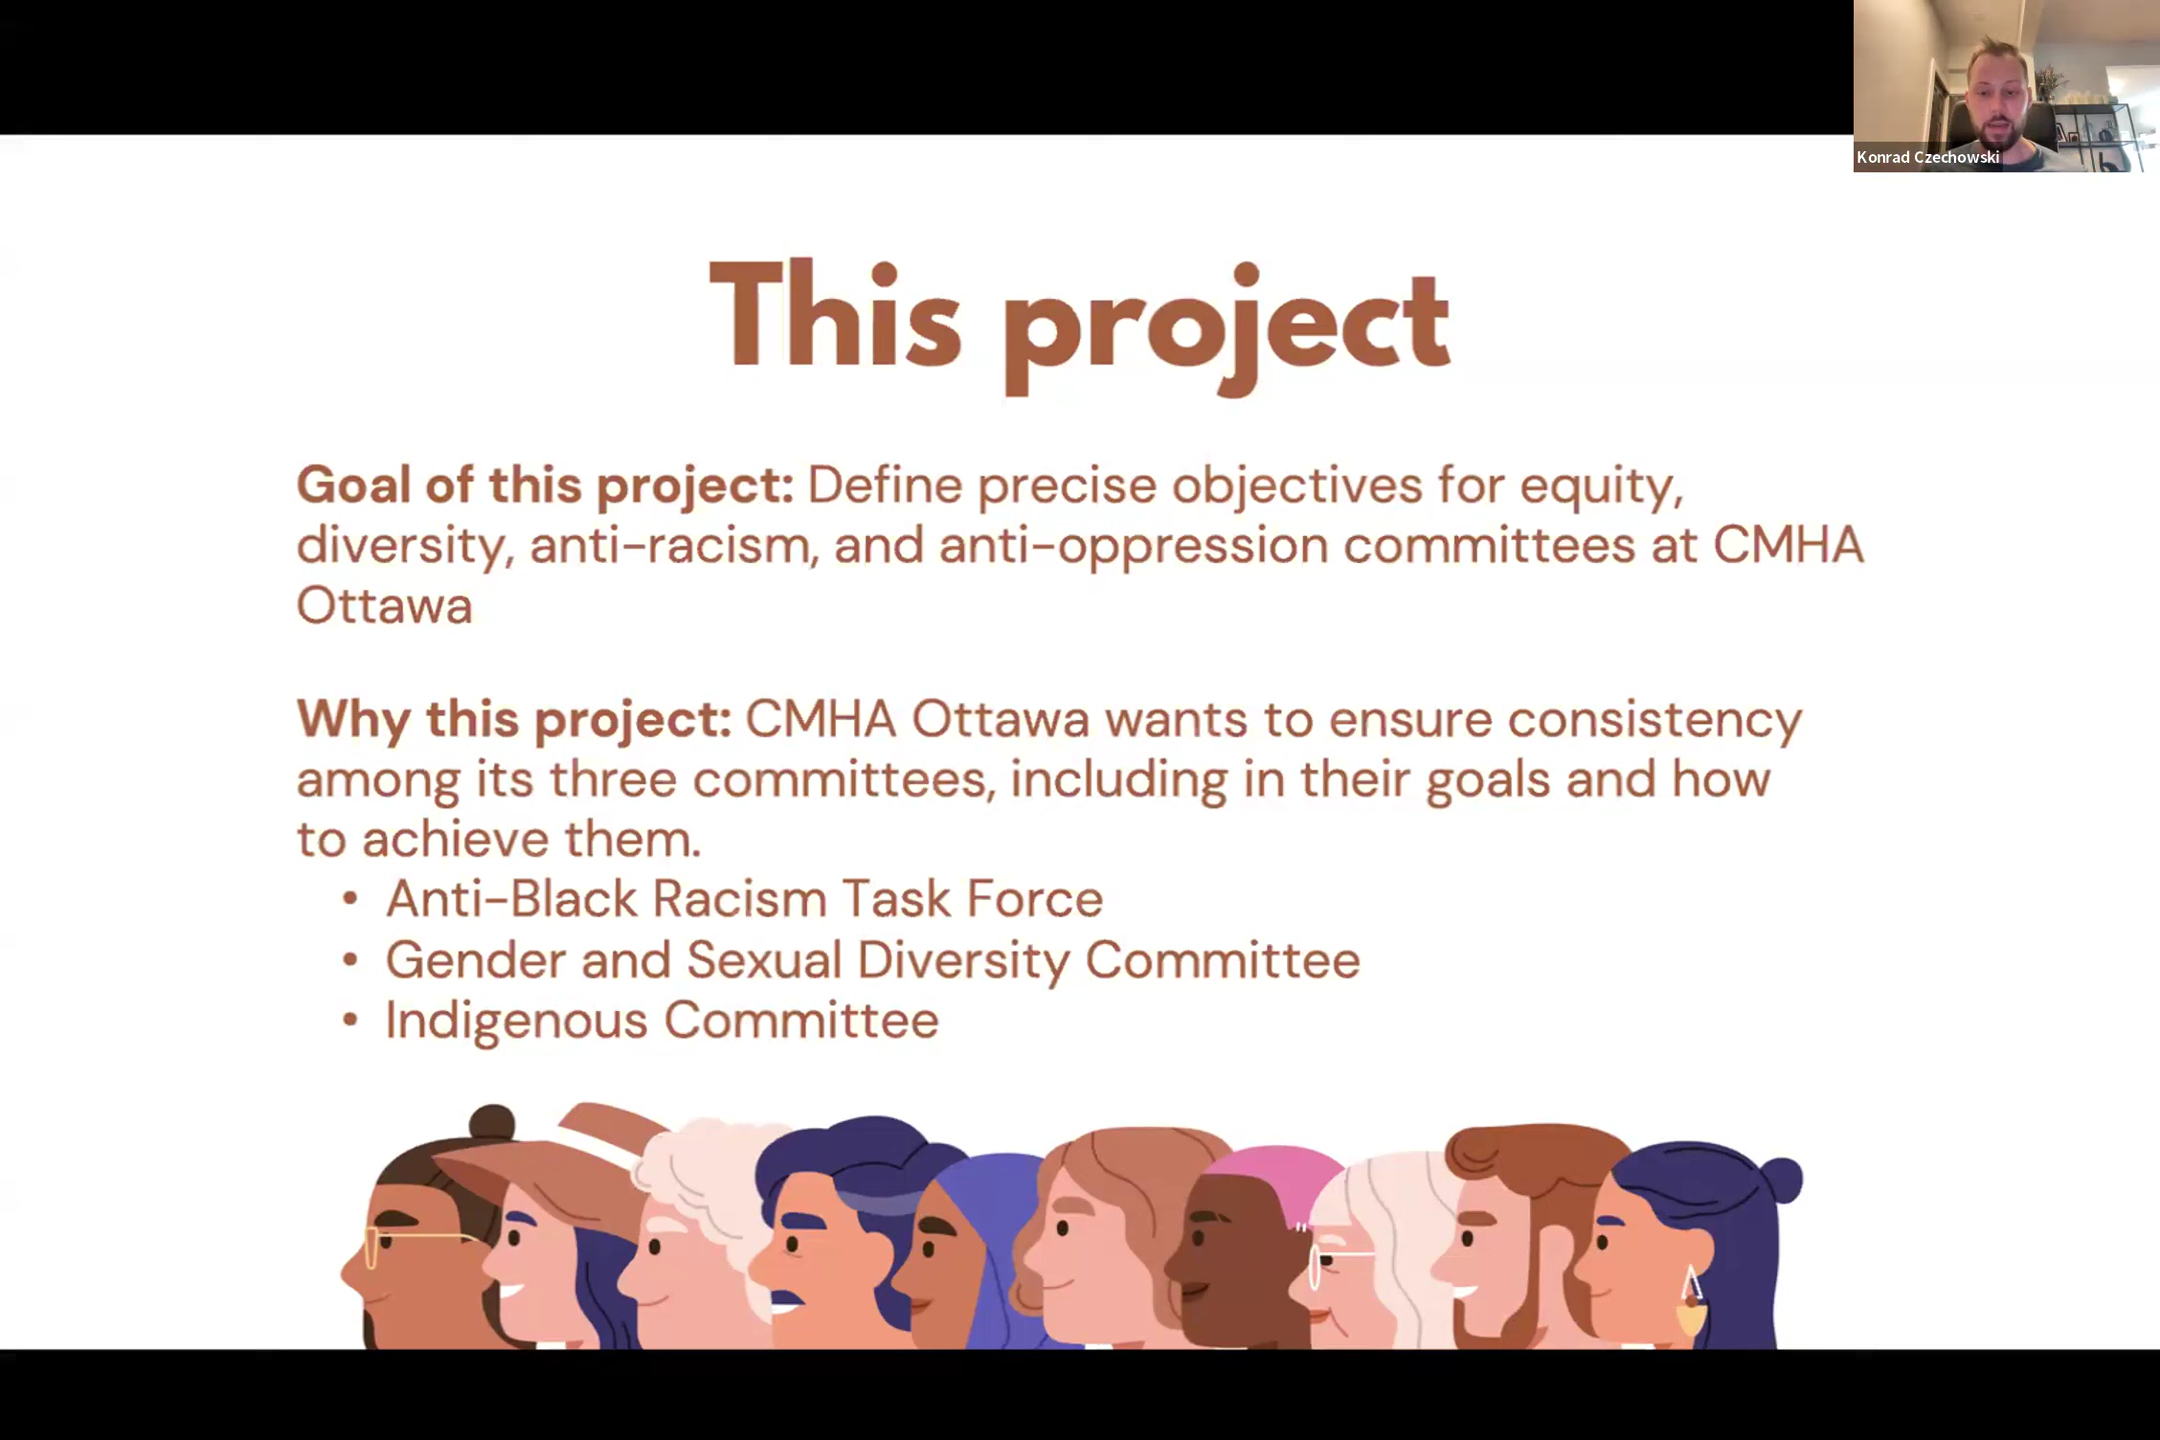 Konrad Czechowski
This project
Goal of this project: Define precise objectives for equity,
diversity, anti-racism, and anti-oppression committees at CMHA
Ottawa
Why this project: CMHA Ottawa wants to ensure consistency
among its three committees, including in their goals and how
to achieve them.
• Anti-Black Racism Task Force
• Gender and Sexual Diversity Committee
• Indigenous Committee